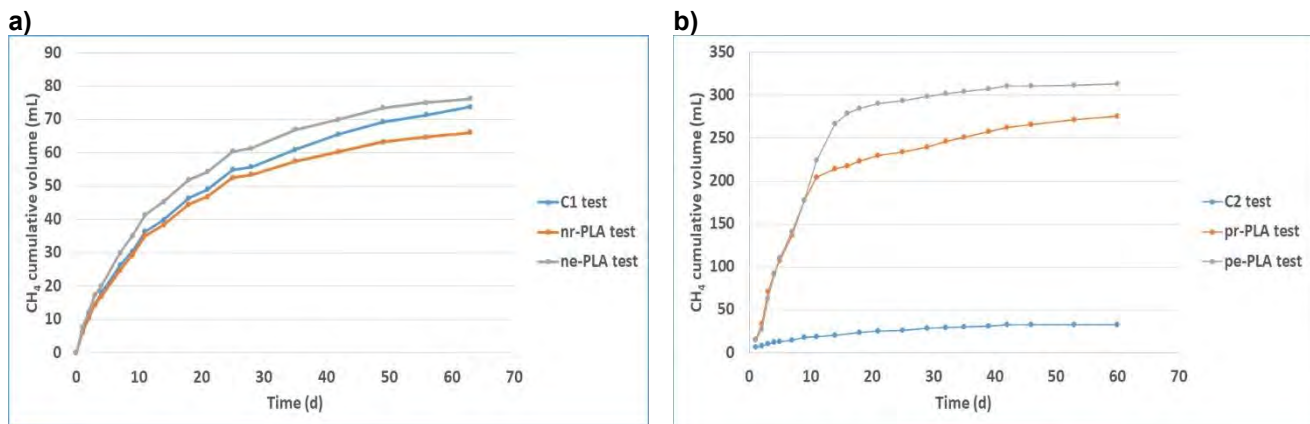 a)
90
80
70
60
50
40
30
20
10
0
CH₄ cumulative volume (mL)
0 10 20 30 40 50 60 70
Time (d)
C1 test
nr-PLA test
ne-PLA test
b)
350
300
250
200
150
100
50
0
CH₄ cumulative volume (mL)
0 10 20 30 40 50 60 70
Time (d)
C2 test
pr-PLA test
pe-PLA test